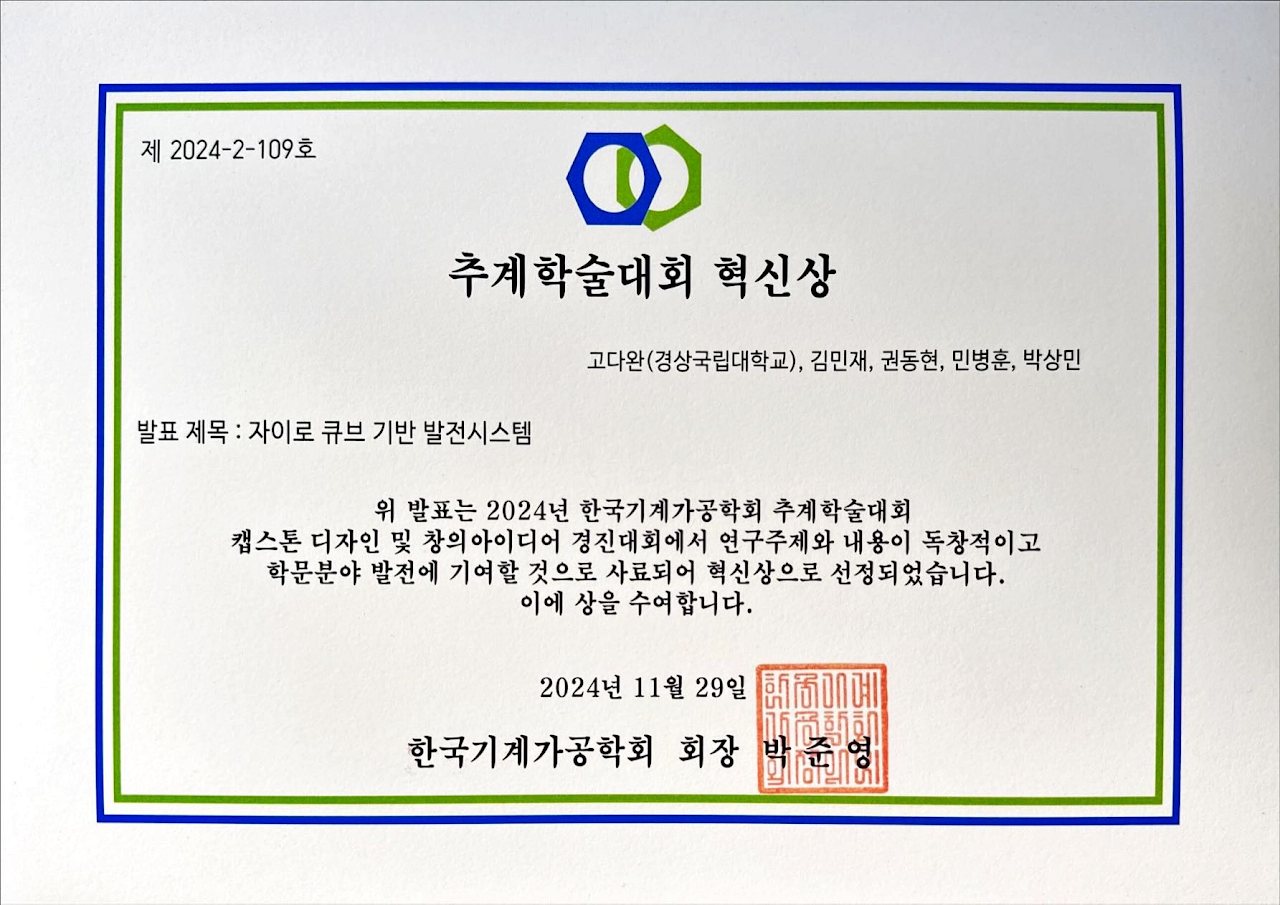 제 2024-2-109호
추계학술대회 혁신상
고다완(경상국립대학교), 김민재, 권동현, 민병훈, 박상민
발표 제목 : 자이로 큐브 기반 발전시스템
위 발표는 2024년 한국기계가공학회 추계학술대회
캡스톤 디자인 및 창의아이디어 경진대회에서 연구주제와 내용이 독창적이고
학문분야 발전에 기여할 것으로 사료되어 혁신상으로 선정되었습니다.
이에 상을 수여합니다.
2024년 11월 29일
한국기계가공학회 회장 박 준 영